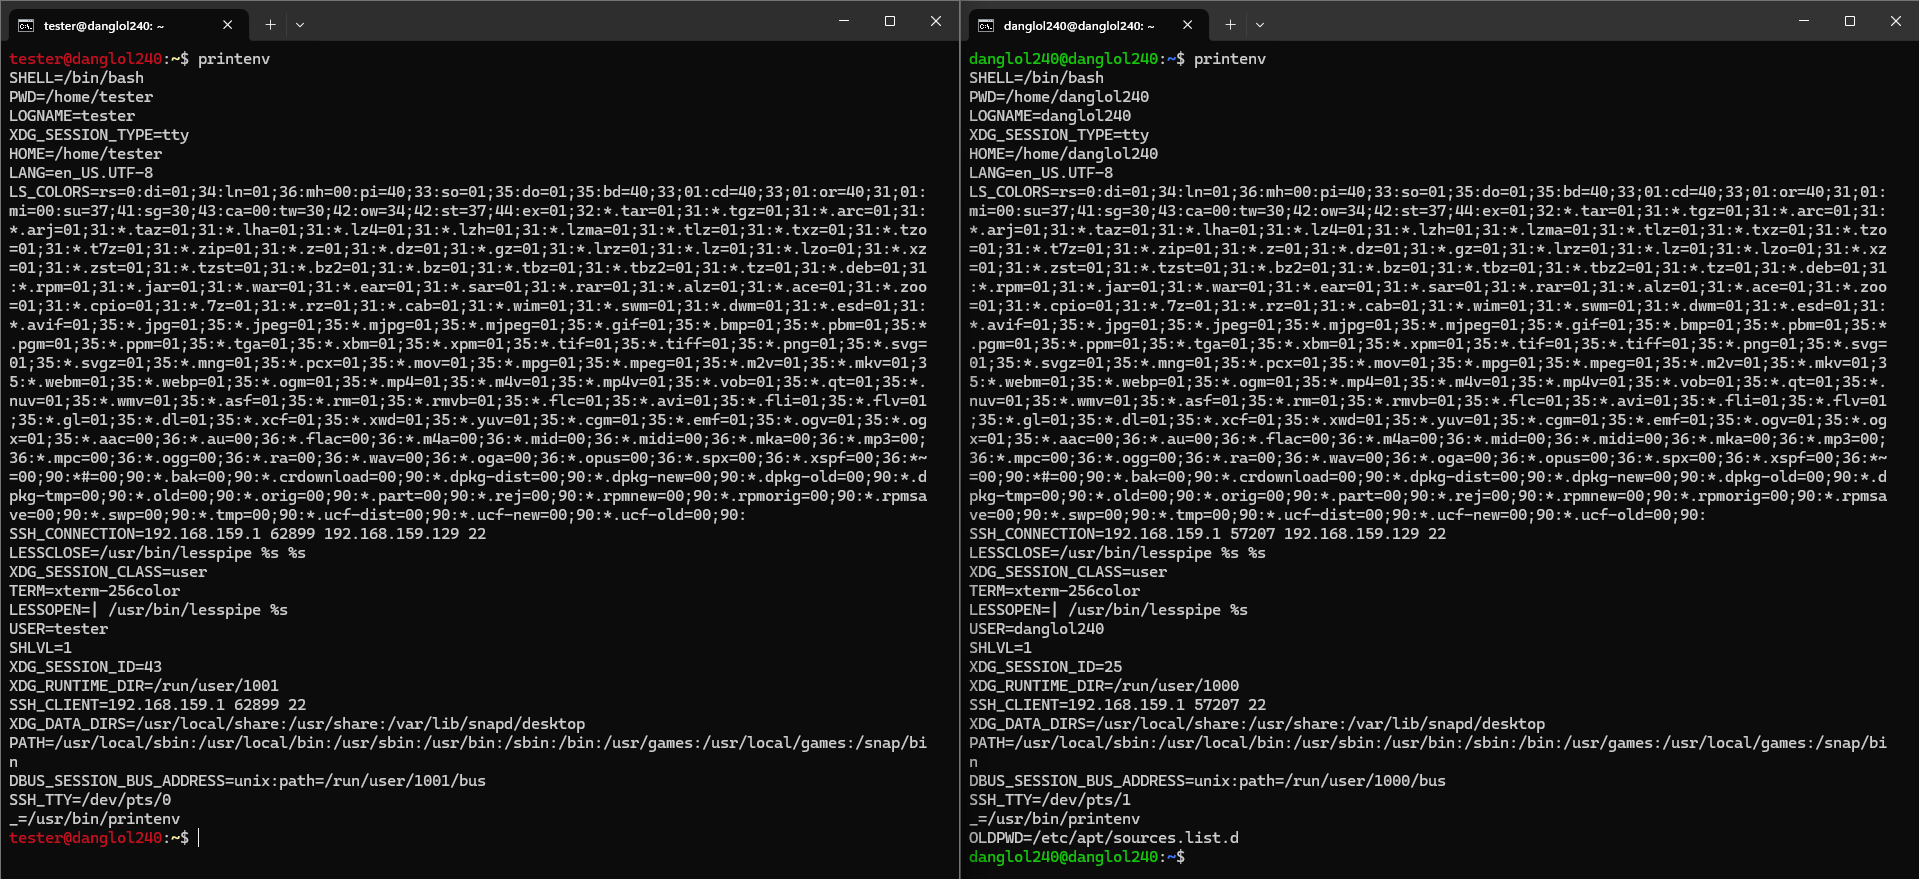 tester@danglol240: ~
tester@danglol240:~$ printenv
SHELL=/bin/bash
PWD=/home/tester
LOGNAME=tester
XDG_SESSION_TYPE=tty
HOME=/home/tester
LANG=en_US.UTF-8
LS_COLORS=rs=0:di=01;34:ln=01;36:mh=00:pi=40;33:so=01;35:do=01;35:bd=40;33;01:cd=40;33;01:or=40;31;01:
mi=00:su=37;41:sg=30;43:ca=00:tw=30;42:ow=34;42:st=37;44:ex=01;32:*.tar=01;31:*.tgz=01;31:*.arc=01;31:
*.arj=01;31:*.taz=01;31:*.lha=01;31:*.lz4=01;31:*.lzh=01;31:*.lzma=01;31:*.tlz=01;31:*.txz=01;31:*.tzo
=01;31:*.t7z=01;31:*.zip=01;31:*.z=01;31:*.dz=01;31:*.gz=01;31:*.lrz=01;31:*.lz=01;31:*.lzo=01;31:*.xz
=01;31:*.zst=01;31:*.tzst=01;31:*.bz2=01;31:*.bz=01;31:*.tbz=01;31:*.tbz2=01;31:*.tz=01;31:*.deb=01;31
:*.rpm=01;31:*.jar=01;31:*.war=01;31:*.ear=01;31:*.sar=01;31:*.rar=01;31:*.alz=01;31:*.ace=01;31:*.zoo
=01;31:*.cpio=01;31:*.7z=01;31:*.rz=01;31:*.cab=01;31:*.wim=01;31:*.swm=01;31:*.dwm=01;31:*.esd=01;31:
*.avif=01;35:*.jpg=01;35:*.jpeg=01;35:*.mjpg=01;35:*.mjpeg=01;35:*.gif=01;35:*.bmp=01;35:*.pbm=01;35:*
.pgm=01;35:*.ppm=01;35:*.tga=01;35:*.xbm=01;35:*.xpm=01;35:*.tif=01;35:*.tiff=01;35:*.png=01;35:*.svg=
01;35:*.svgz=01;35:*.mng=01;35:*.pcx=01;35:*.mov=01;35:*.mpg=01;35:*.mpeg=01;35:*.m2v=01;35:*.mkv=01;3
5:*.webm=01;35:*.webp=01;35:*.ogm=01;35:*.mp4=01;35:*.m4v=01;35:*.mp4v=01;35:*.vob=01;35:*.qt=01;35:*.
nuv=01;35:*.wmv=01;35:*.asf=01;35:*.rm=01;35:*.rmvb=01;35:*.flc=01;35:*.avi=01;35:*.fli=01;35:*.flv=01
;35:*.gl=01;35:*.dl=01;35:*.xcf=01;35:*.xwd=01;35:*.yuv=01;35:*.cgm=01;35:*.emf=01;35:*.ogv=01;35:*.og
x=01;35:*.aac=00;36:*.au=00;36:*.flac=00;36:*.m4a=00;36:*.mid=00;36:*.midi=00;36:*.mka=00;36:*.mp3=00;
36:*.mpc=00;36:*.ogg=00;36:*.ra=00;36:*.wav=00;36:*.oga=00;36:*.opus=00;36:*.spx=00;36:*.xspf=00;36:*~
=00;90:*#=00;90:*.bak=00;90:*.crdownload=00;90:*.dpkg-dist=00;90:*.dpkg-new=00;90:*.dpkg-old=00;90:*.d
pkg-tmp=00;90:*.old=00;90:*.orig=00;90:*.part=00;90:*.rej=00;90:*.rpmnew=00;90:*.rpmorig=00;90:*.rpmsa
ve=00;90:*.swp=00;90:*.tmp=00;90:*.ucf-dist=00;90:*.ucf-new=00;90:*.ucf-old=00;90:
SSH_CONNECTION=192.168.159.1 62899 192.168.159.129 22
LESSCLOSE=/usr/bin/lesspipe %s %s
XDG_SESSION_CLASS=user
TERM=xterm-256color
LESSOPEN=| /usr/bin/lesspipe %s
USER=tester
SHLVL=1
XDG_SESSION_ID=43
XDG_RUNTIME_DIR=/run/user/1001
SSH_CLIENT=192.168.159.1 62899 22
XDG_DATA_DIRS=/usr/local/share:/usr/share:/var/lib/snapd/desktop
PATH=/usr/local/sbin:/usr/local/bin:/usr/sbin:/usr/bin:/sbin:/bin:/usr/games:/usr/local/games:/snap/bi
n
DBUS_SESSION_BUS_ADDRESS=unix:path=/run/user/1001/bus
SSH_TTY=/dev/pts/0
_=/usr/bin/printenv
tester@danglol240:~$
danglol240@danglol240: ~
danglol240@danglol240:~$ printenv
SHELL=/bin/bash
PWD=/home/danglol240
LOGNAME=danglol240
XDG_SESSION_TYPE=tty
HOME=/home/danglol240
LANG=en_US.UTF-8
LS_COLORS=rs=0:di=01;34:ln=01;36:mh=00:pi=40;33:so=01;35:do=01;35:bd=40;33;01:cd=40;33;01:or=40;31;01:
mi=00:su=37;41:sg=30;43:ca=00:tw=30;42:ow=34;42:st=37;44:ex=01;32:*.tar=01;31:*.tgz=01;31:*.arc=01;31:
*.arj=01;31:*.taz=01;31:*.lha=01;31:*.lz4=01;31:*.lzh=01;31:*.lzma=01;31:*.tlz=01;31:*.txz=01;31:*.tzo
=01;31:*.t7z=01;31:*.zip=01;31:*.z=01;31:*.dz=01;31:*.gz=01;31:*.lrz=01;31:*.lz=01;31:*.lzo=01;31:*.xz
=01;31:*.zst=01;31:*.tzst=01;31:*.bz2=01;31:*.bz=01;31:*.tbz=01;31:*.tbz2=01;31:*.tz=01;31:*.deb=01;31
:*.rpm=01;31:*.jar=01;31:*.war=01;31:*.ear=01;31:*.sar=01;31:*.rar=01;31:*.alz=01;31:*.ace=01;31:*.zoo
=01;31:*.cpio=01;31:*.7z=01;31:*.rz=01;31:*.cab=01;31:*.wim=01;31:*.swm=01;31:*.dwm=01;31:*.esd=01;31:
*.avif=01;35:*.jpg=01;35:*.jpeg=01;35:*.mjpg=01;35:*.mjpeg=01;35:*.gif=01;35:*.bmp=01;35:*.pbm=01;35:*
.pgm=01;35:*.ppm=01;35:*.tga=01;35:*.xbm=01;35:*.xpm=01;35:*.tif=01;35:*.tiff=01;35:*.png=01;35:*.svg=
01;35:*.svgz=01;35:*.mng=01;35:*.pcx=01;35:*.mov=01;35:*.mpg=01;35:*.mpeg=01;35:*.m2v=01;35:*.mkv=01;3
5:*.webm=01;35:*.webp=01;35:*.ogm=01;35:*.mp4=01;35:*.m4v=01;35:*.mp4v=01;35:*.vob=01;35:*.qt=01;35:*.
nuv=01;35:*.wmv=01;35:*.asf=01;35:*.rm=01;35:*.rmvb=01;35:*.flc=01;35:*.avi=01;35:*.fli=01;35:*.flv=01
;35:*.gl=01;35:*.dl=01;35:*.xcf=01;35:*.xwd=01;35:*.yuv=01;35:*.cgm=01;35:*.emf=01;35:*.ogv=01;35:*.og
x=01;35:*.aac=00;36:*.au=00;36:*.flac=00;36:*.m4a=00;36:*.mid=00;36:*.midi=00;36:*.mka=00;36:*.mp3=00;
36:*.mpc=00;36:*.ogg=00;36:*.ra=00;36:*.wav=00;36:*.oga=00;36:*.opus=00;36:*.spx=00;36:*.xspf=00;36:*~
=00;90:*#=00;90:*.bak=00;90:*.crdownload=00;90:*.dpkg-dist=00;90:*.dpkg-new=00;90:*.dpkg-old=00;90:*.d
pkg-tmp=00;90:*.old=00;90:*.orig=00;90:*.part=00;90:*.rej=00;90:*.rpmnew=00;90:*.rpmorig=00;90:*.rpmsa
ve=00;90:*.swp=00;90:*.tmp=00;90:*.ucf-dist=00;90:*.ucf-new=00;90:*.ucf-old=00;90:
SSH_CONNECTION=192.168.159.1 57207 192.168.159.129 22
LESSCLOSE=/usr/bin/lesspipe %s %s
XDG_SESSION_CLASS=user
TERM=xterm-256color
LESSOPEN=| /usr/bin/lesspipe %s
USER=danglol240
SHLVL=1
XDG_SESSION_ID=25
XDG_RUNTIME_DIR=/run/user/1000
SSH_CLIENT=192.168.159.1 57207 22
XDG_DATA_DIRS=/usr/local/share:/usr/share:/var/lib/snapd/desktop
PATH=/usr/local/sbin:/usr/local/bin:/usr/sbin:/usr/bin:/sbin:/bin:/usr/games:/usr/local/games:/snap/bi
n
DBUS_SESSION_BUS_ADDRESS=unix:path=/run/user/1000/bus
SSH_TTY=/dev/pts/1
_=/usr/bin/printenv
OLDPWD=/etc/apt/sources.list.d
danglol240@danglol240:~$